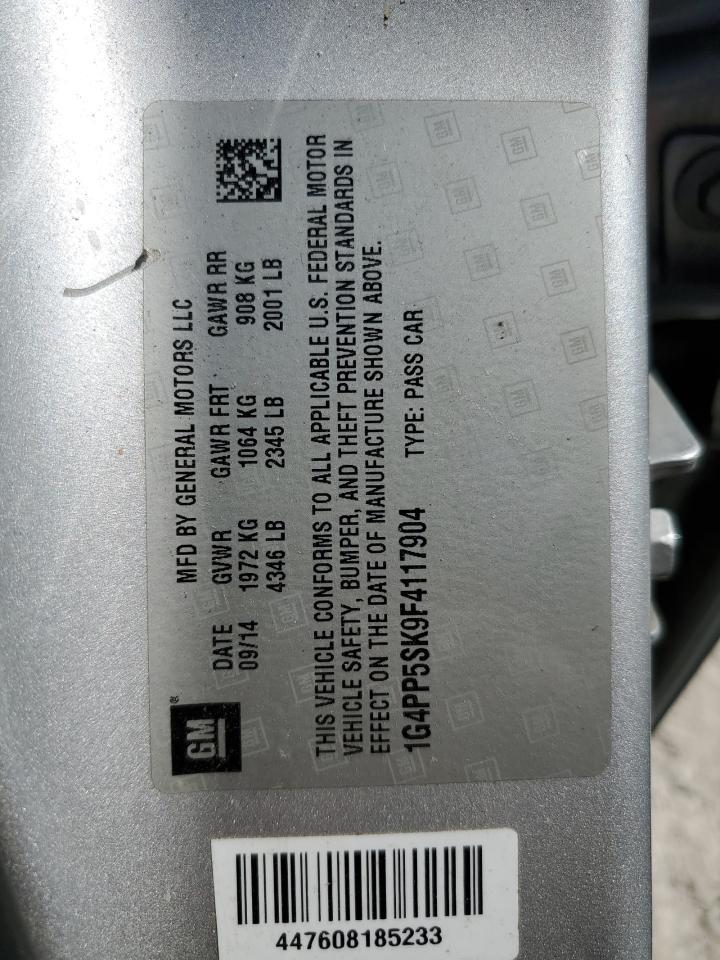 MFD BY GENERAL MOTORS LLC
DATE GVWR GAWR FRT GAWR RR
09/14 1972 KG 1064 KG 908 KG
4346 LB 2345 LB 2001 LB
GM®
THIS VEHICLE CONFORMS TO ALL APPLICABLE U.S. FEDERAL MOTOR
VEHICLE SAFETY, BUMPER, AND THEFT PREVENTION STANDARDS IN
EFFECT ON THE DATE OF MANUFACTURE SHOWN ABOVE.
1G4PP5SK9F4117904 TYPE: PASS CAR
447608185233